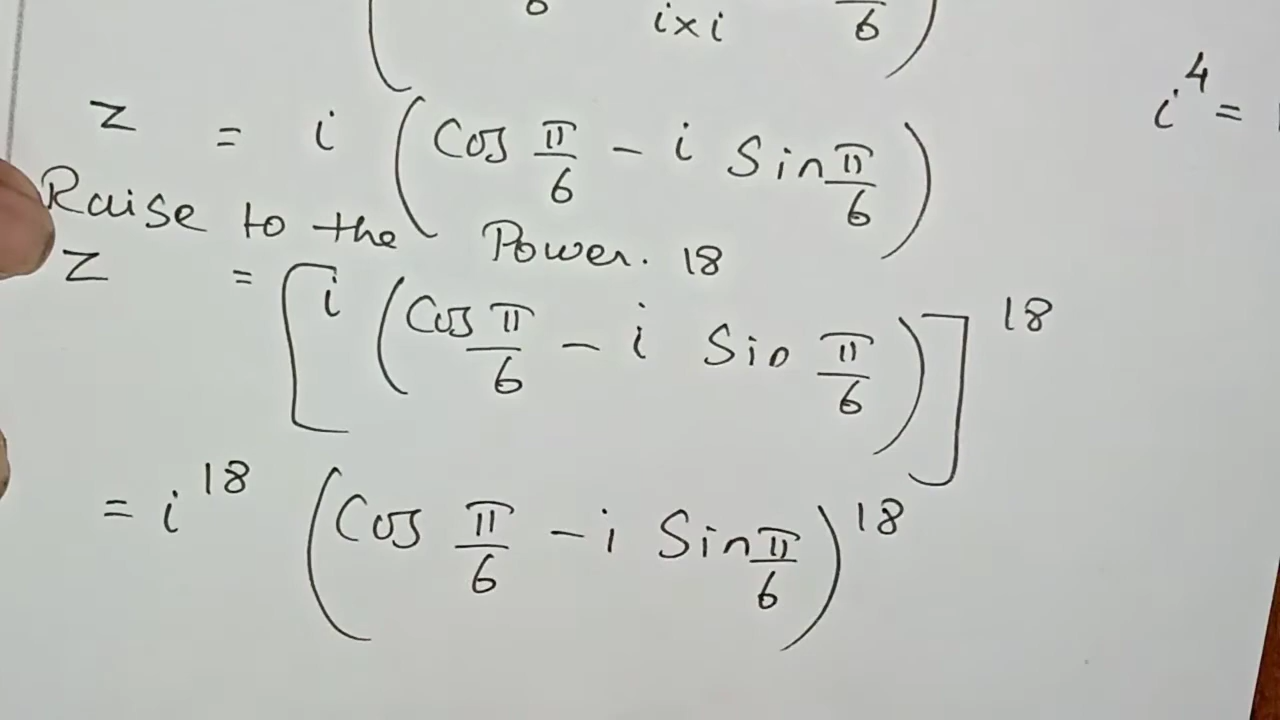 6
i×i
i⁴ =
z = i (Cos π/6 - i Sin π/6)
Raise to the Power. 18
z = [i (Cos π/6 - i Sin π/6)]¹⁸
= i¹⁸ (Cos π/6 - i Sin π/6)¹⁸